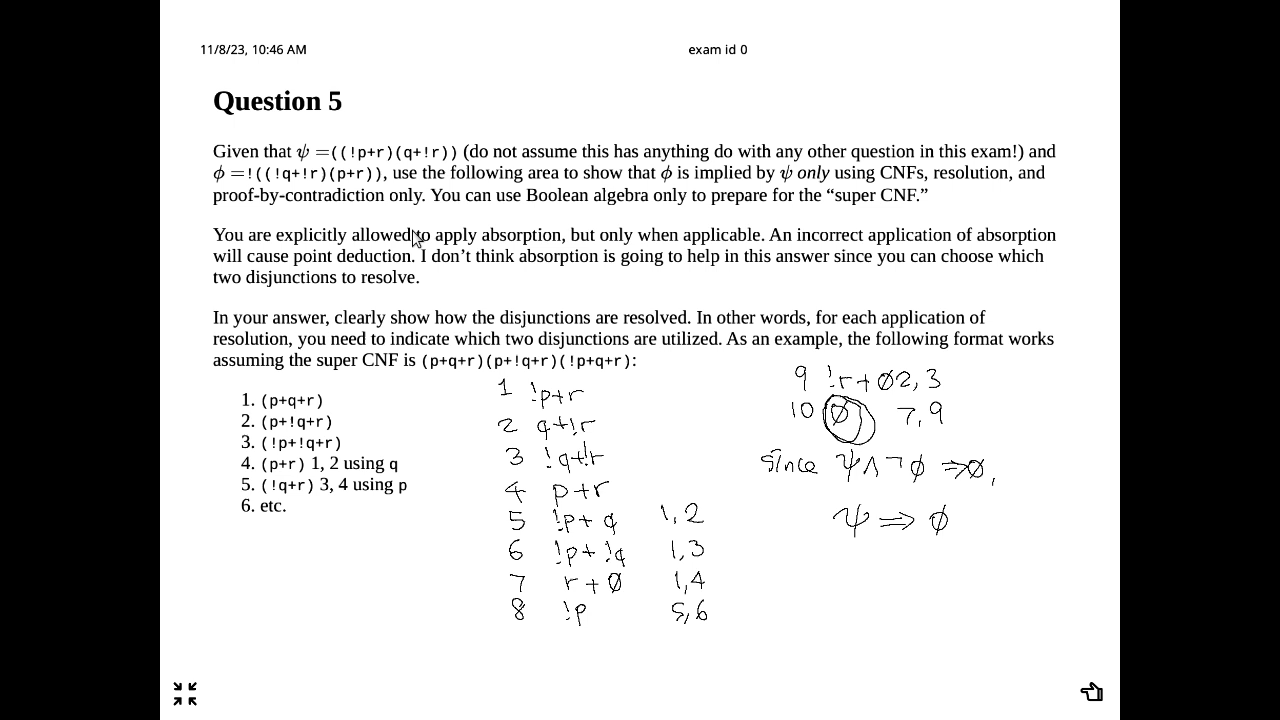 11/8/23, 10:46 AM
exam id 0
Question 5
Given that ψ =((!p+r)(q+!r)) (do not assume this has anything do with any other question in this exam!) and
ϕ =!((!q+!r)(p+r)), use the following area to show that ϕ is implied by ψ only using CNFs, resolution, and
proof-by-contradiction only. You can use Boolean algebra only to prepare for the “super CNF.”
You are explicitly allowed to apply absorption, but only when applicable. An incorrect application of absorption
will cause point deduction. I don’t think absorption is going to help in this answer since you can choose which
two disjunctions to resolve.
In your answer, clearly show how the disjunctions are resolved. In other words, for each application of
resolution, you need to indicate which two disjunctions are utilized. As an example, the following format works
assuming the super CNF is (p+q+r)(p+!q+r)(!p+q+r):
1. (p+q+r)
2. (p+!q+r)
3. (!p+!q+r)
4. (p+r) 1, 2 using q
5. (!q+r) 3, 4 using p
6. etc.
1 !p+r
2 q+!r
3 !q+!r
4 p+r
5 !p+q 1,2
6 !p+!q 1,3
7 r+∅ 1,4
8 !p 5,6
9 !r+∅ 2,3
10 ∅ 7,9
since ψ∧¬ϕ ⇒∅,
ψ ⇒ ϕ